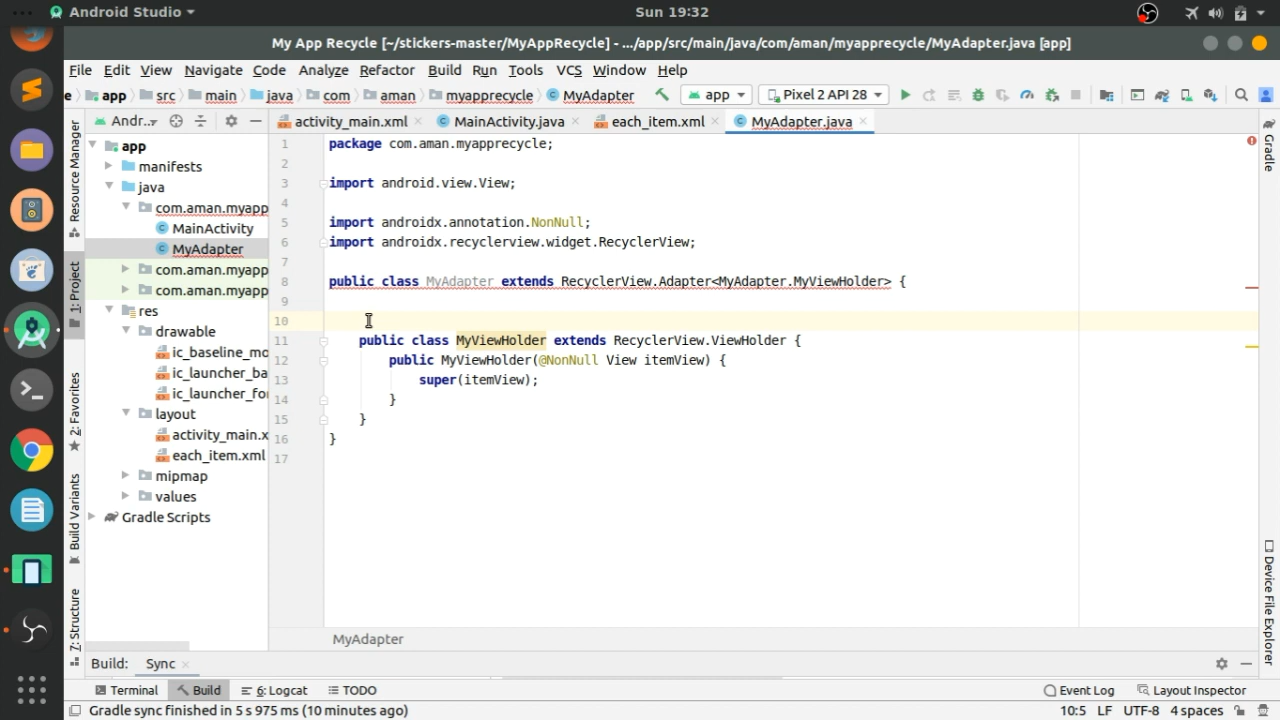 Android Studio
Sun 19:32
My App Recycle [~/stickers-master/MyAppRecycle] - .../app/src/main/java/com/aman/myapprecycle/MyAdapter.java [app]
File Edit View Navigate Code Analyze Refactor Build Run Tools VCS Window Help
e app src main java com aman myapprecycle MyAdapter app Pixel 2 API 28
Andr... activity_main.xml MainActivity.java each_item.xml MyAdapter.java
Resource Manager
1: Project
2: Favorites
Build Variants
7: Structure
app
manifests
java
com.aman.myapp
MainActivity
MyAdapter
com.aman.myapp
com.aman.myapp
res
drawable
ic_baseline_mo
ic_launcher_ba
ic_launcher_fo
layout
activity_main.x
each_item.xml
mipmap
values
Gradle Scripts
1 package com.aman.myapprecycle;
2
3 import android.view.View;
4
5 import androidx.annotation.NonNull;
6 import androidx.recyclerview.widget.RecyclerView;
7
8 public class MyAdapter extends RecyclerView.Adapter<MyAdapter.MyViewHolder> {
9
10
11 public class MyViewHolder extends RecyclerView.ViewHolder {
12 public MyViewHolder(@NonNull View itemView) {
13 super(itemView);
14 }
15 }
16 }
17
MyAdapter
Gradle
Device File Explorer
Build: Sync
Terminal Build 6: Logcat TODO Event Log Layout Inspector
Gradle sync finished in 5 s 975 ms (10 minutes ago) 10:5 LF UTF-8 4 spaces